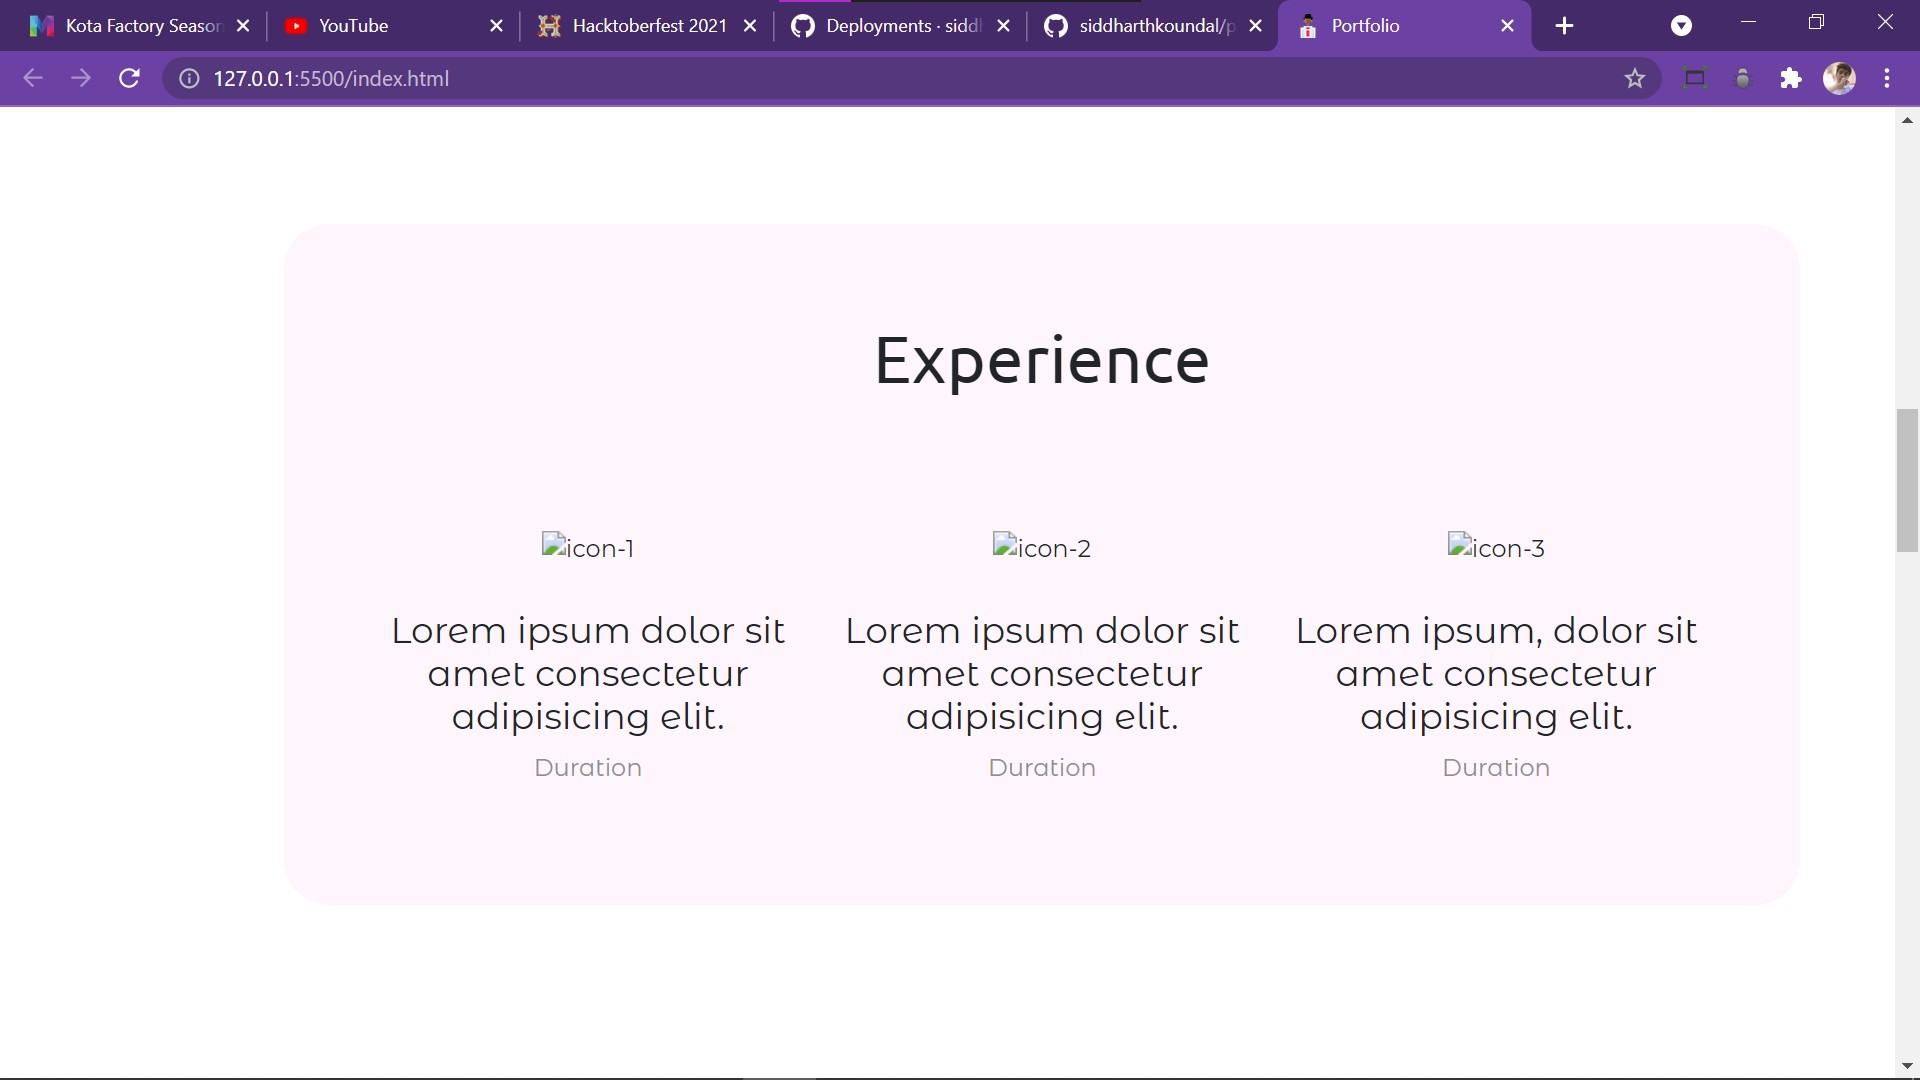 Kota Factory Season
YouTube
Hacktoberfest 2021
Deployments · sidd
siddharthkoundal/p
Portfolio
127.0.0.1:5500/index.html
Experience
icon-1
icon-2
icon-3
Lorem ipsum dolor sit
amet consectetur
adipisicing elit.
Duration
Lorem ipsum dolor sit
amet consectetur
adipisicing elit.
Duration
Lorem ipsum, dolor sit
amet consectetur
adipisicing elit.
Duration